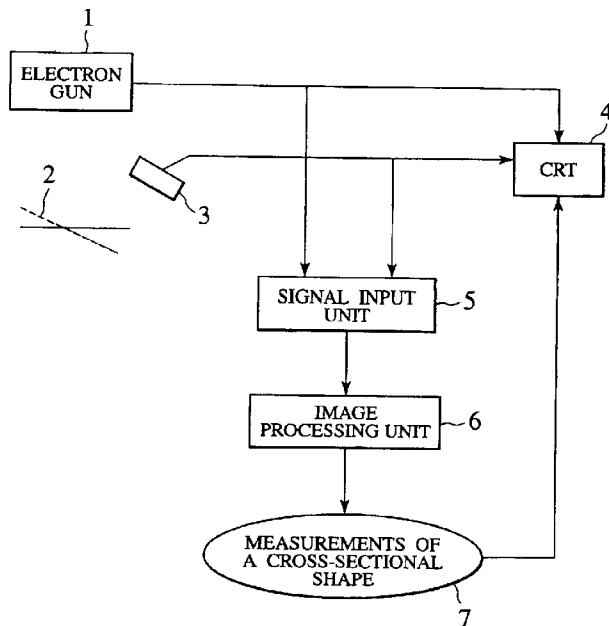 1
ELECTRON
GUN
4
CRT
2
3
SIGNAL INPUT
UNIT
5
IMAGE
PROCESSING UNIT
6
MEASUREMENTS OF
A CROSS-SECTIONAL
SHAPE
7